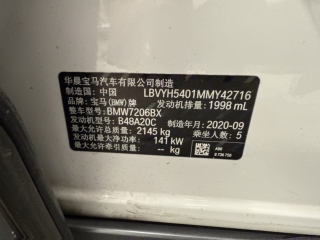 华晨宝马汽车有限公司制造
制造国:中国 LBVYH5401MMY42716
品牌:宝马(BMW)牌 发动机排量:1998 mL
整车型号:BMW7206BX
发动机型号:B48A20C 制造年月:2020-09
最大允许总质量:2145 kg 乘坐人数:5
发动机最大净功率:141 kW
最大允许牵引质量:-- kg